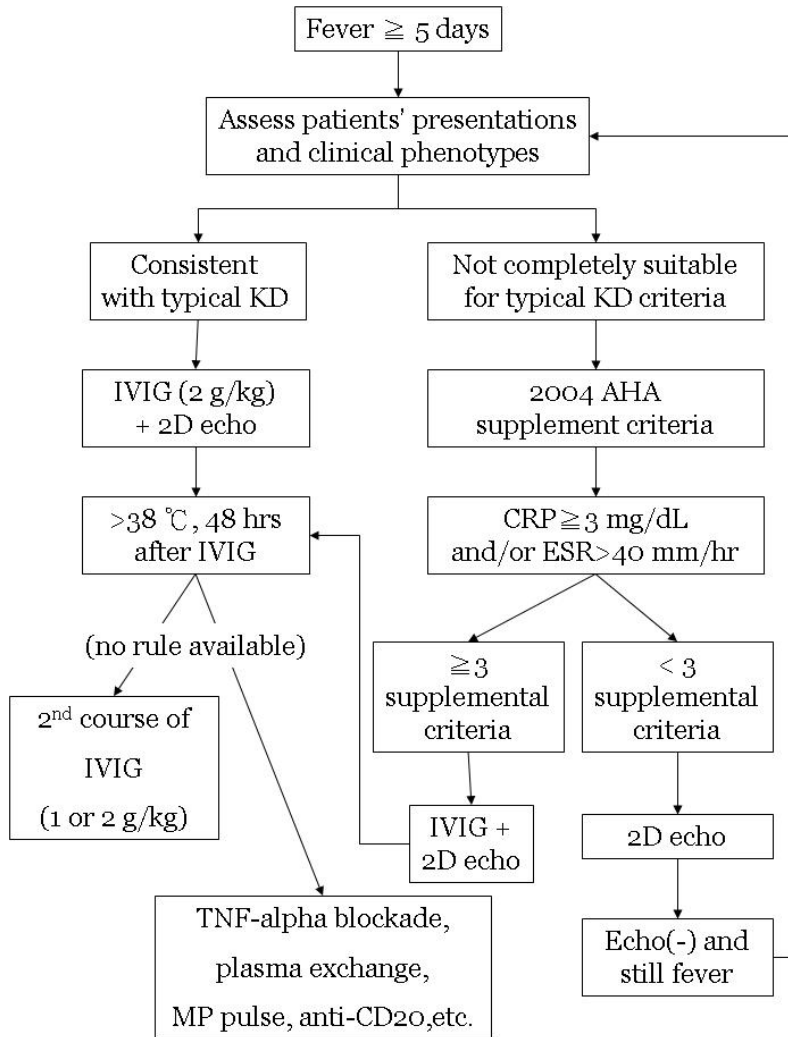 Fever ≧ 5 days
Assess patients' presentations
and clinical phenotypes
Consistent
with typical KD
Not completely suitable
for typical KD criteria
IVIG (2 g/kg)
+ 2D echo
2004 AHA
supplement criteria
>38 ℃, 48 hrs
after IVIG
CRP≧3 mg/dL
and/or ESR>40 mm/hr
(no rule available)
≧3
supplemental
criteria
< 3
supplemental
criteria
2nd course of
IVIG
(1 or 2 g/kg)
IVIG +
2D echo
2D echo
TNF-alpha blockade,
plasma exchange,
MP pulse, anti-CD20,etc.
Echo(-) and
still fever